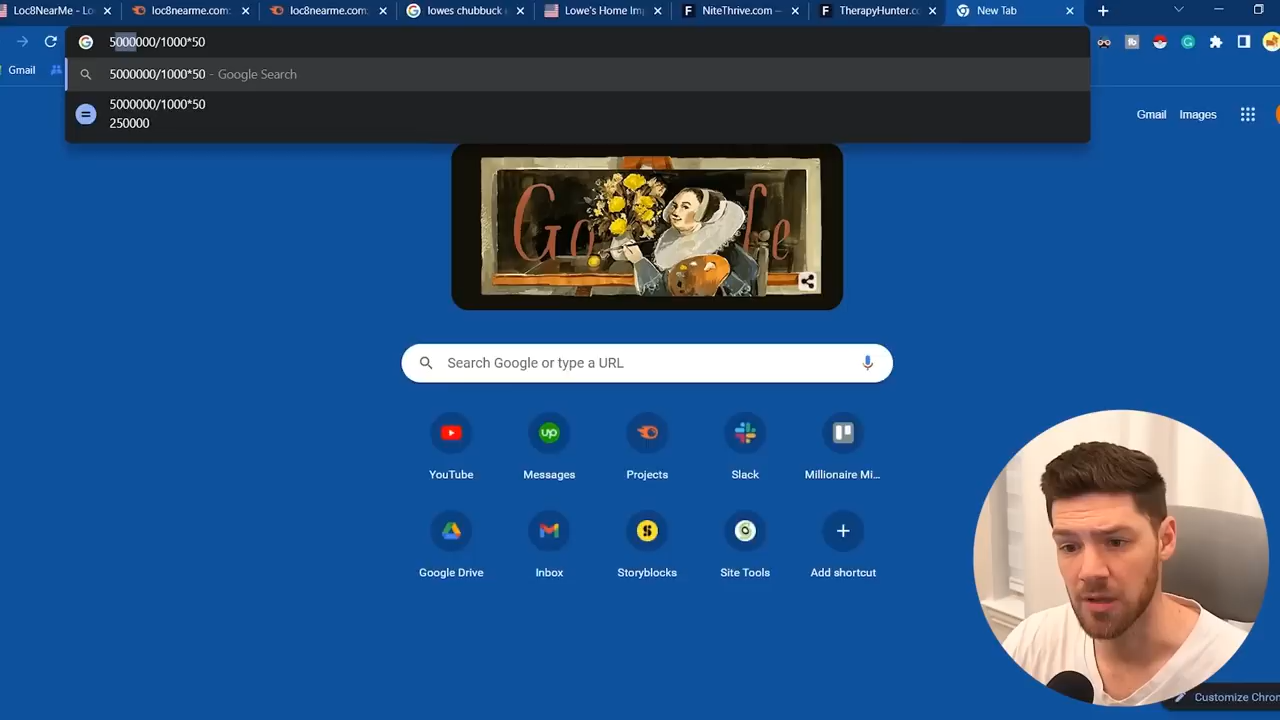 Loc8NearMe - Lo
loc8nearme.com:
loc8nearme.com:
lowes chubbuck
Lowe's Home Imp
NiteThrive.com –
TherapyHunter.co
New Tab
5000000/1000*50
Gmail
5000000/1000*50 - Google Search
5000000/1000*50
250000
Gmail
Images
Search Google or type a URL
YouTube
Messages
Projects
Slack
Millionaire Mi...
Google Drive
Inbox
Storyblocks
Site Tools
Add shortcut
Customize Chro